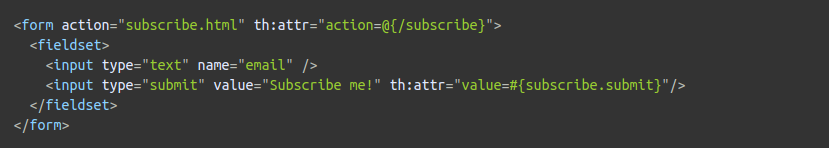 <form action="subscribe.html" th:attr="action=@{/subscribe}">
  <fieldset>
    <input type="text" name="email" />
    <input type="submit" value="Subscribe me!" th:attr="value=#{subscribe.submit}"/>
  </fieldset>
</form>